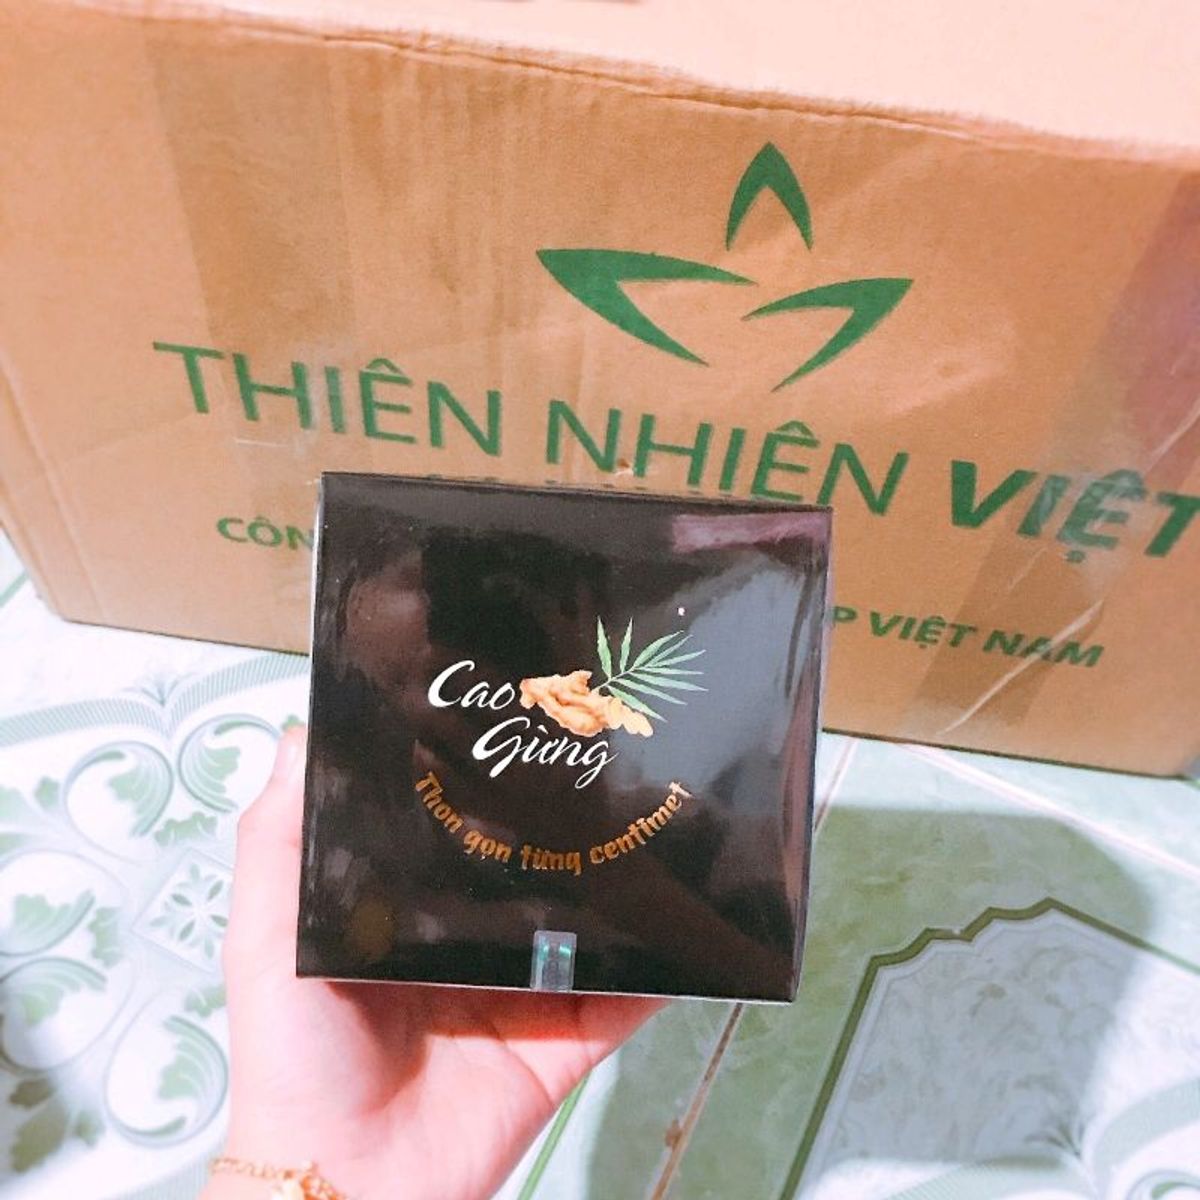 THIÊN NHIÊN VIỆT
CÔN
VIỆT NAM
Cao
Gừng
Thon gọn từng centimet